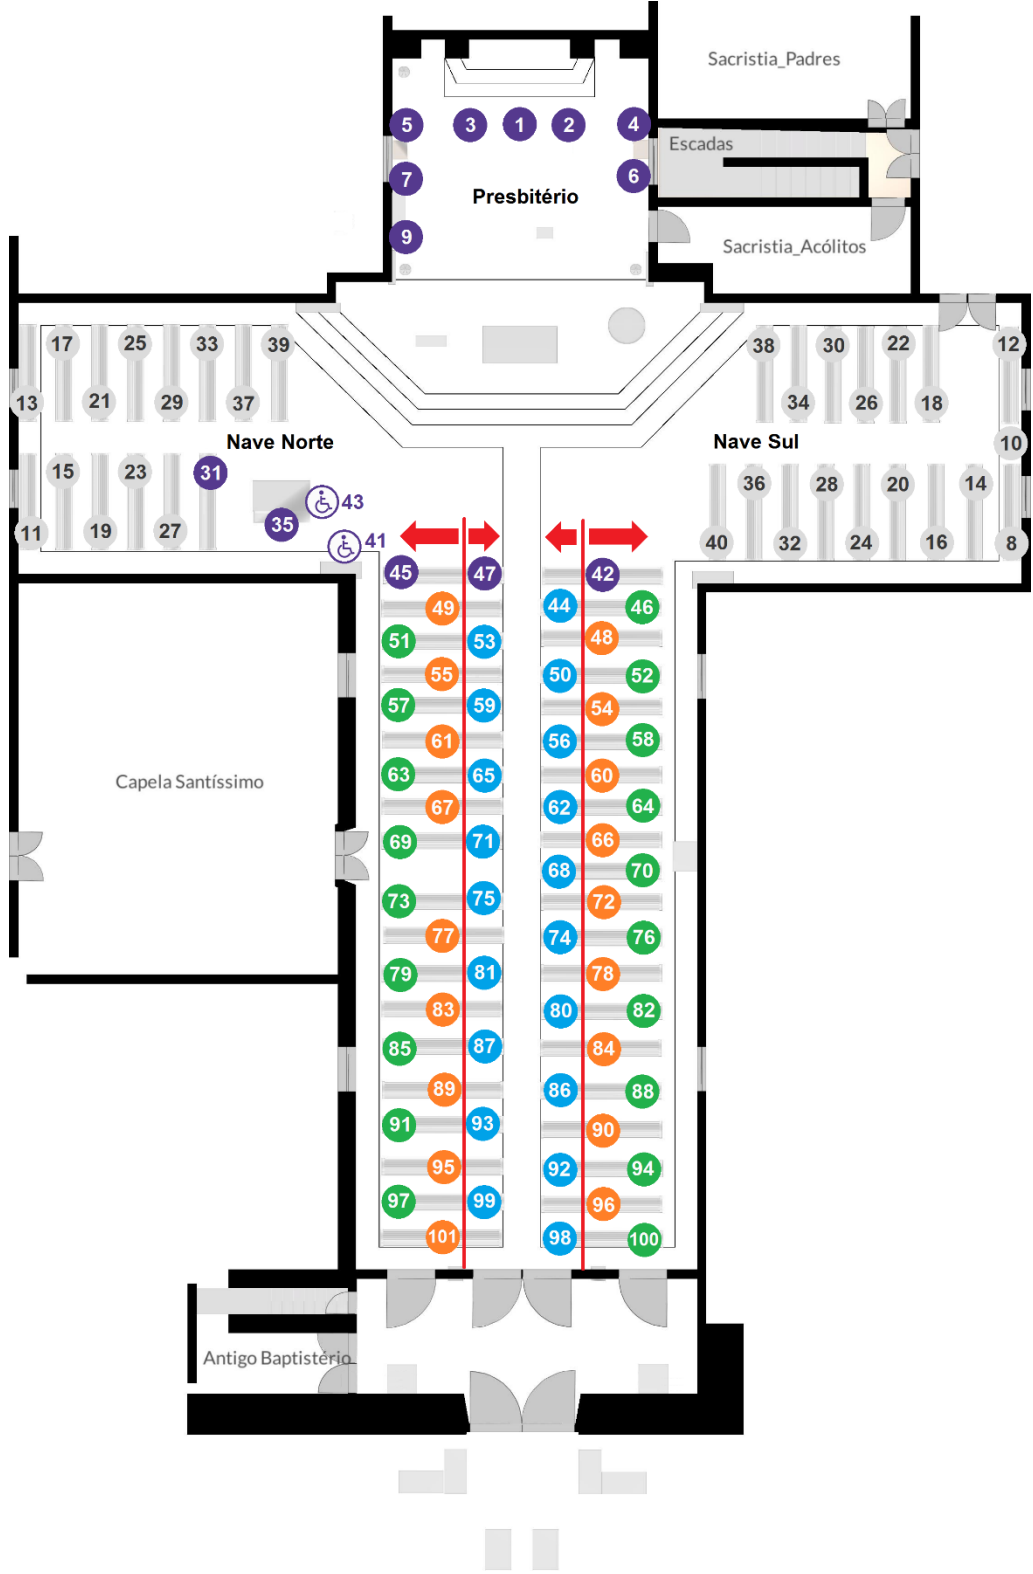 Sacristia_Padres
5 3 1 2 4
Escadas
7 6
Presbitério
9
Sacristia_Acólitos
17 25 33 39
38 30 22 12
13 21 29 37
34 26 18
Nave Norte
Nave Sul
10
15 23 31
36 28 20 14
43
11 19 27 35
41
40 32 24 16 8
45 47 42
49 44 46
51 53 48
55 50 52
57 59 54
61 56 58
63 65 60
Capela Santíssimo
67 62 64
69 71 66
68 70
73 75 72
77 74 76
79 81 78
83 80 82
85 87 84
89 86 88
91 93 90
95 92 94
97 99 96
101 98 100
Antigo Baptistério